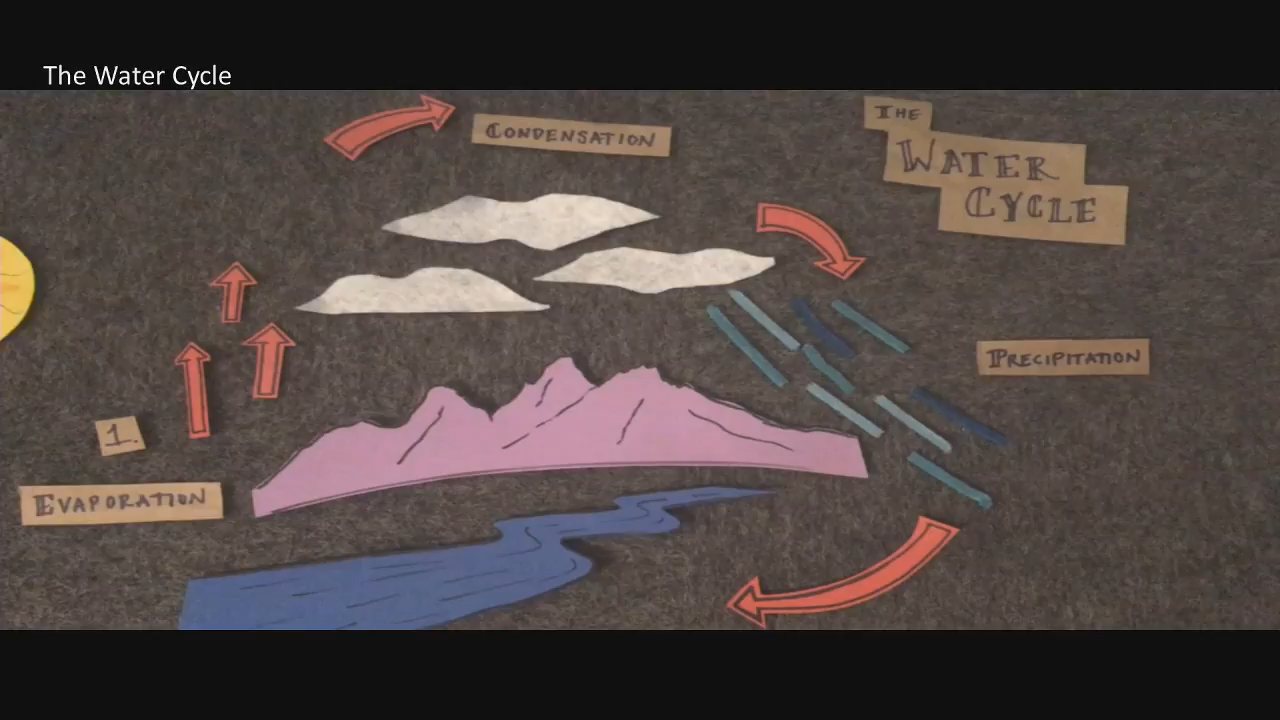 The Water Cycle
CONDENSATION
THE
WATER
CYCLE
PRECIPITATION
1.
EVAPORATION